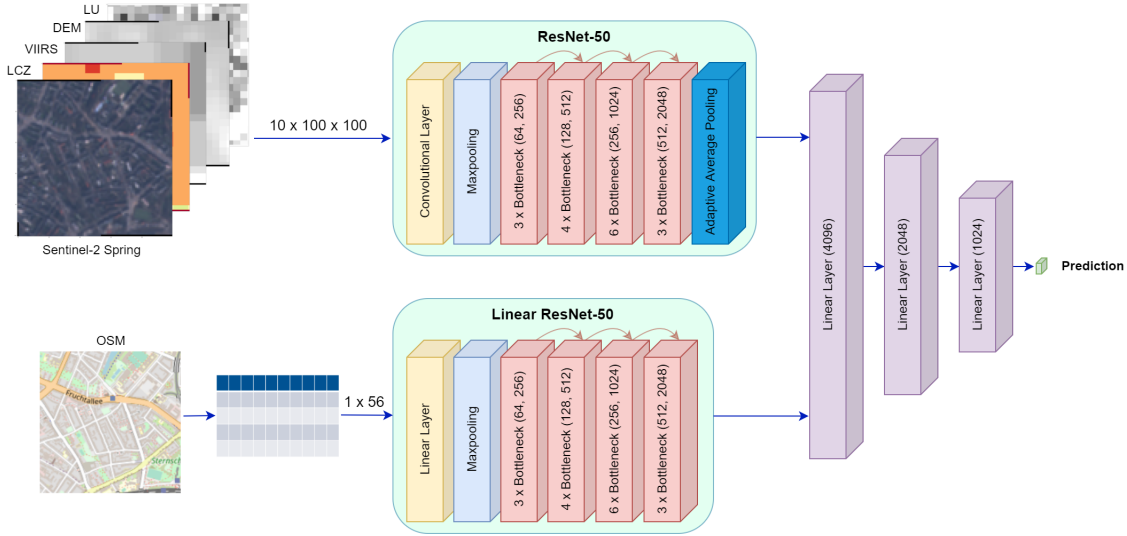 LU
DEM
VIIRS
LCZ
Sentinel-2 Spring
10 x 100 x 100
ResNet-50
Convolutional Layer
Maxpooling
3 x Bottleneck (64, 256)
4 x Bottleneck (128, 512)
6 x Bottleneck (256, 1024)
3 x Bottleneck (512, 2048)
Adaptive Average Pooling
OSM
Fruchtallee
Sternsch
1 x 56
Linear ResNet-50
Linear Layer
Maxpooling
3 x Bottleneck (64, 256)
4 x Bottleneck (128, 512)
6 x Bottleneck (256, 1024)
3 x Bottleneck (512, 2048)
Linear Layer (4096)
Linear Layer (2048)
Linear Layer (1024)
Prediction